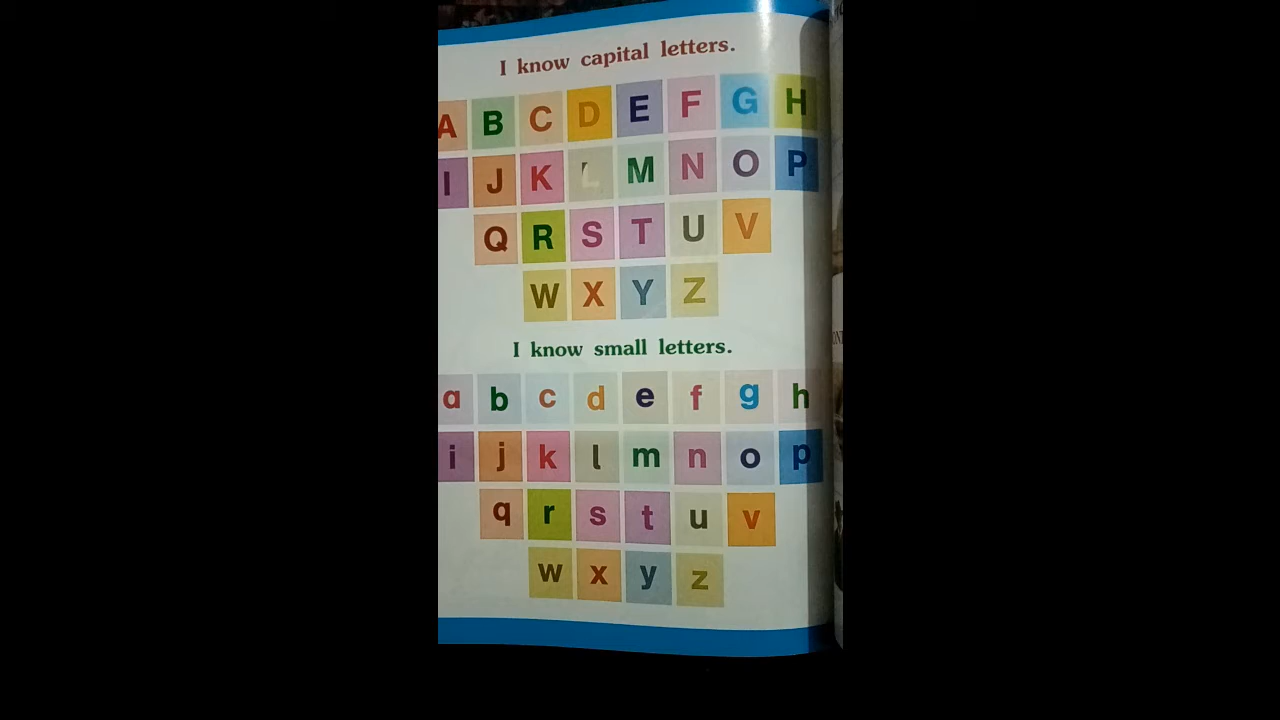 I know capital letters.
A B C D E F G H
I J K L M N O P
Q R S T U V
W X Y Z
I know small letters.
a b c d e f g h
i j k l m n o p
q r s t u v
w x y z